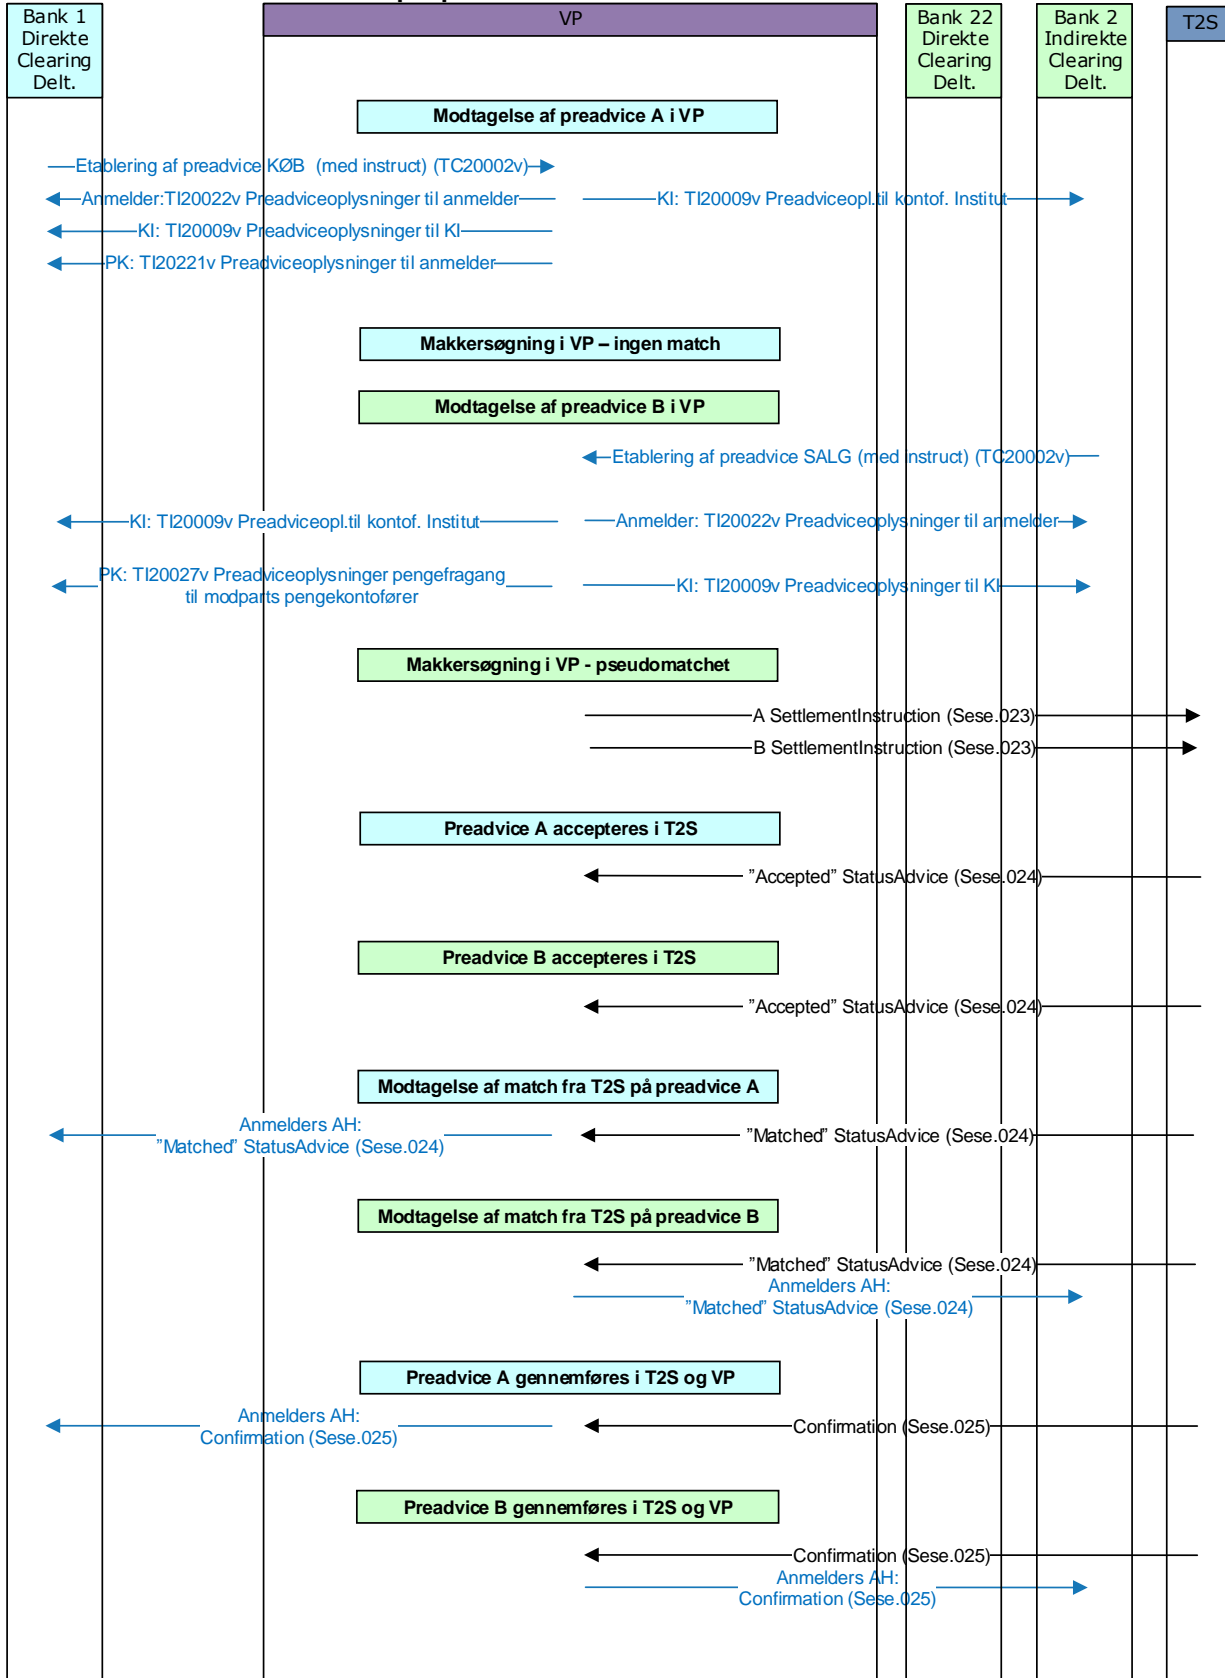 Bank 1
Direkte
Clearing
Delt.
VP
Bank 22
Direkte
Clearing
Delt.
Bank 2
Indirekte
Clearing
Delt.
T2S
Modtagelse af preadvice A i VP
Etablering af preadvice KØB (med instruct) (TC20002v)
Anmelder:TI20022v Preadviceoplysninger til anmelder
KI: TI20009v Preadviceopl.til kontof. Institut
KI: TI20009v Preadviceoplysninger til KI
PK: TI20221v Preadviceoplysninger til anmelder
Makkersøgning i VP – ingen match
Modtagelse af preadvice B i VP
Etablering af preadvice SALG (med instruct) (TC20002v)
KI: TI20009v Preadviceopl.til kontof. Institut
Anmelder: TI20022v Preadviceoplysninger til anmelder
PK: TI20027v Preadviceoplysninger pengefragang
til modparts pengekontofører
KI: TI20009v Preadviceoplysninger til KI
Makkersøgning i VP - pseudomatchet
A SettlementInstruction (Sese.023)
B SettlementInstruction (Sese.023)
Preadvice A accepteres i T2S
”Accepted” StatusAdvice (Sese.024)
Preadvice B accepteres i T2S
”Accepted” StatusAdvice (Sese.024)
Modtagelse af match fra T2S på preadvice A
Anmelders AH:
”Matched” StatusAdvice (Sese.024)
”Matched” StatusAdvice (Sese.024)
Modtagelse af match fra T2S på preadvice B
”Matched” StatusAdvice (Sese.024)
Anmelders AH:
”Matched” StatusAdvice (Sese.024)
Preadvice A gennemføres i T2S og VP
Anmelders AH:
Confirmation (Sese.025)
Confirmation (Sese.025)
Preadvice B gennemføres i T2S og VP
Confirmation (Sese.025)
Anmelders AH:
Confirmation (Sese.025)